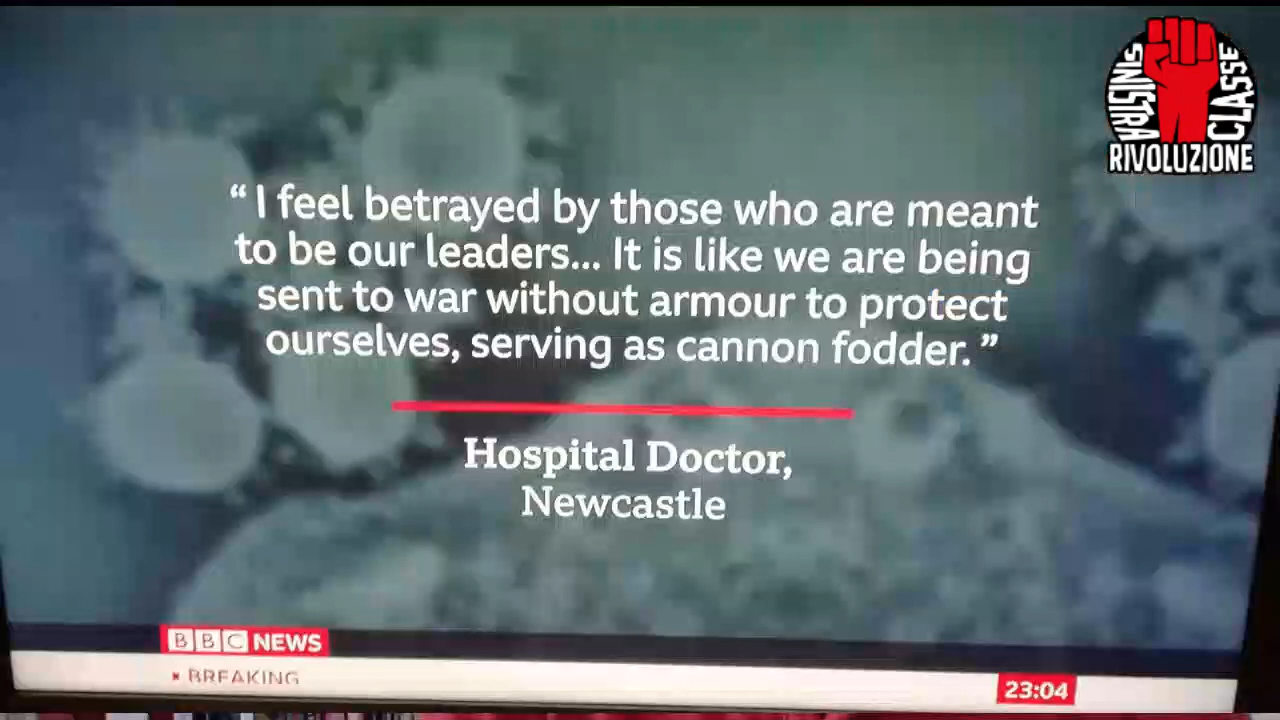 SINISTRA
CLASSE
RIVOLUZIONE
“ I feel betrayed by those who are meant
to be our leaders... It is like we are being
sent to war without armour to protect
ourselves, serving as cannon fodder. ”
Hospital Doctor,
Newcastle
BBC NEWS
BREAKING
23:04